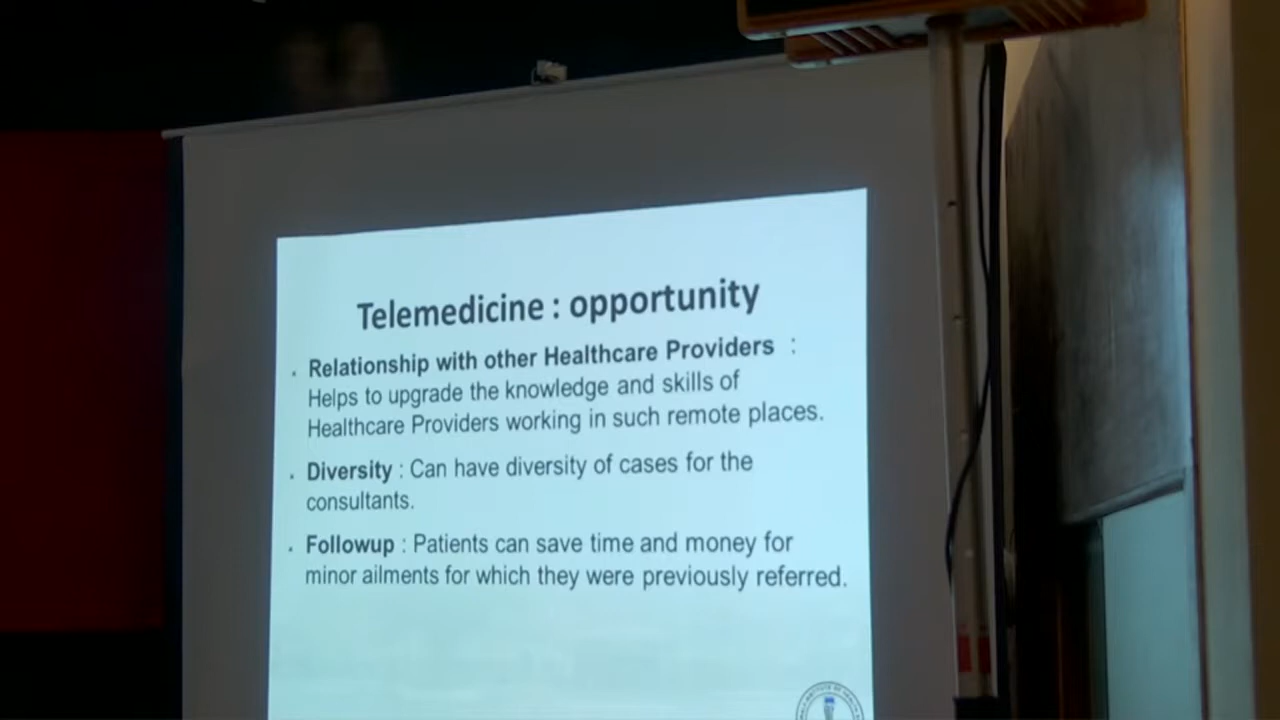 Telemedicine : opportunity
. Relationship with other Healthcare Providers :
Helps to upgrade the knowledge and skills of
Healthcare Providers working in such remote places.
. Diversity : Can have diversity of cases for the
consultants.
. Followup : Patients can save time and money for
minor ailments for which they were previously referred.